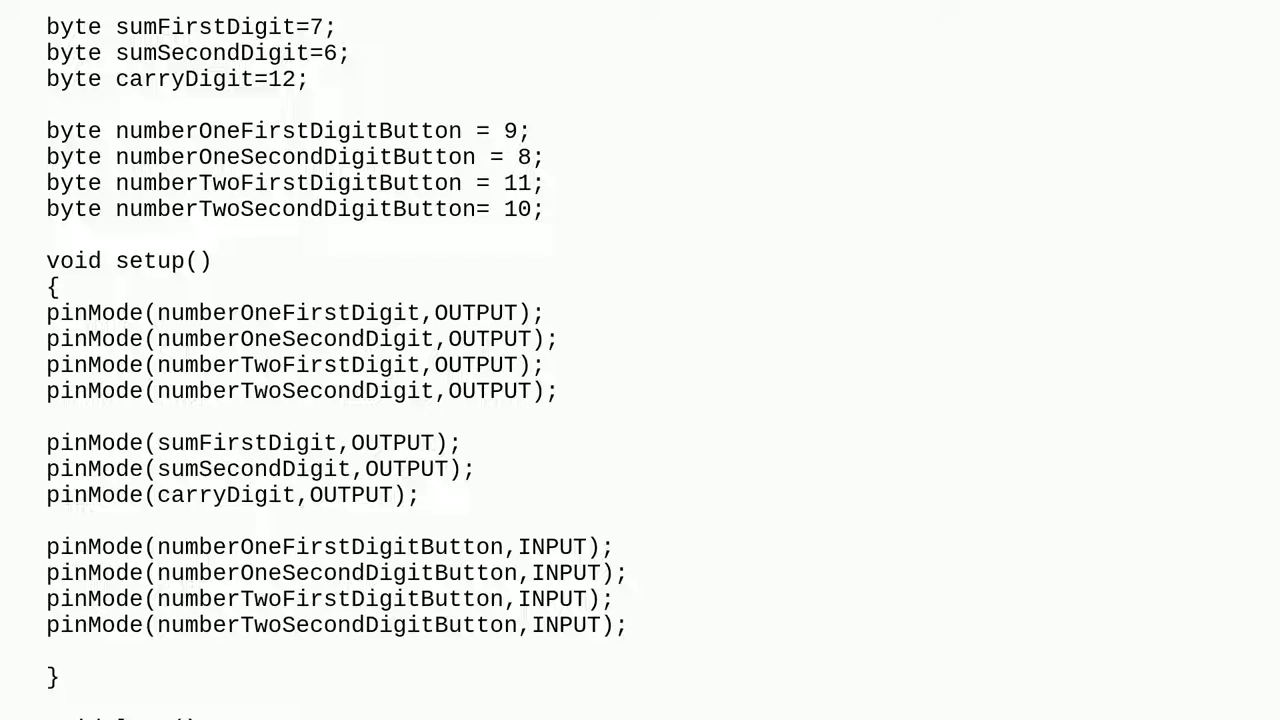 byte sumFirstDigit=7;
byte sumSecondDigit=6;
byte carryDigit=12;
byte numberOneFirstDigitButton = 9;
byte numberOneSecondDigitButton = 8;
byte numberTwoFirstDigitButton = 11;
byte numberTwoSecondDigitButton= 10;
void setup()
{
pinMode(numberOneFirstDigit,OUTPUT);
pinMode(numberOneSecondDigit,OUTPUT);
pinMode(numberTwoFirstDigit,OUTPUT);
pinMode(numberTwoSecondDigit,OUTPUT);
pinMode(sumFirstDigit,OUTPUT);
pinMode(sumSecondDigit,OUTPUT);
pinMode(carryDigit,OUTPUT);
pinMode(numberOneFirstDigitButton,INPUT);
pinMode(numberOneSecondDigitButton,INPUT);
pinMode(numberTwoFirstDigitButton,INPUT);
pinMode(numberTwoSecondDigitButton,INPUT);
}